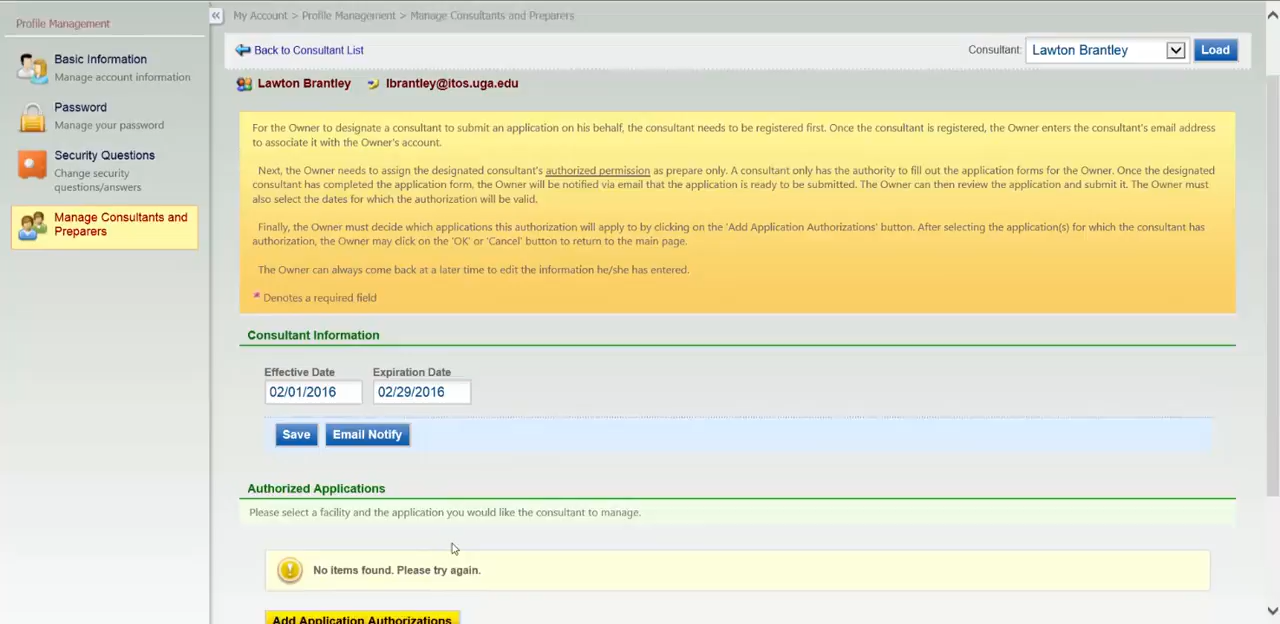 Profile Management
Basic Information
Manage account information
Password
Manage your password
Security Questions
Change security
questions/answers
Manage Consultants and
Preparers
«
My Account > Profile Management > Manage Consultants and Preparers
Back to Consultant List
Consultant: Lawton Brantley Load
Lawton Brantley lbrantley@itos.uga.edu
For the Owner to designate a consultant to submit an application on his behalf, the consultant needs to be registered first. Once the consultant is registered, the Owner enters the consultant's email address
to associate it with the Owner's account.
Next, the Owner needs to assign the designated consultant's authorized permission as prepare only. A consultant only has the authority to fill out the application forms for the Owner. Once the designated
consultant has completed the application form, the Owner will be notified via email that the application is ready to be submitted. The Owner can then review the application and submit it. The Owner must
also select the dates for which the authorization will be valid.
Finally, the Owner must decide which applications this authorization will apply to by clicking on the 'Add Application Authorizations' button. After selecting the application(s) for which the consultant has
authorization, the Owner may click on the 'OK' or 'Cancel' button to return to the main page.
The Owner can always come back at a later time to edit the information he/she has entered.
* Denotes a required field
Consultant Information
Effective Date Expiration Date
02/01/2016 02/29/2016
Save Email Notify
Authorized Applications
Please select a facility and the application you would like the consultant to manage.
No items found. Please try again.
Add Application Authorizations